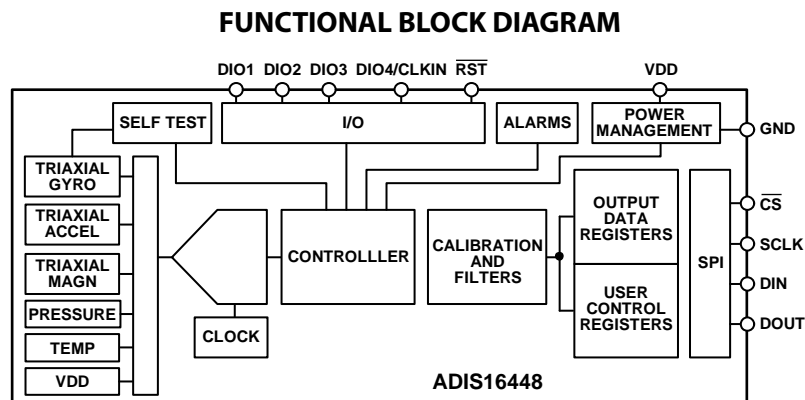 FUNCTIONAL BLOCK DIAGRAM
DIO1 DIO2 DIO3 DIO4/CLKIN RST VDD
SELF TEST
I/O
ALARMS
POWER
MANAGEMENT
GND
TRIAXIAL
GYRO
TRIAXIAL
ACCEL
TRIAXIAL
MAGN
PRESSURE
TEMP
VDD
CLOCK
CONTROLLLER
CALIBRATION
AND
FILTERS
OUTPUT
DATA
REGISTERS
USER
CONTROL
REGISTERS
SPI
CS
SCLK
DIN
DOUT
ADIS16448